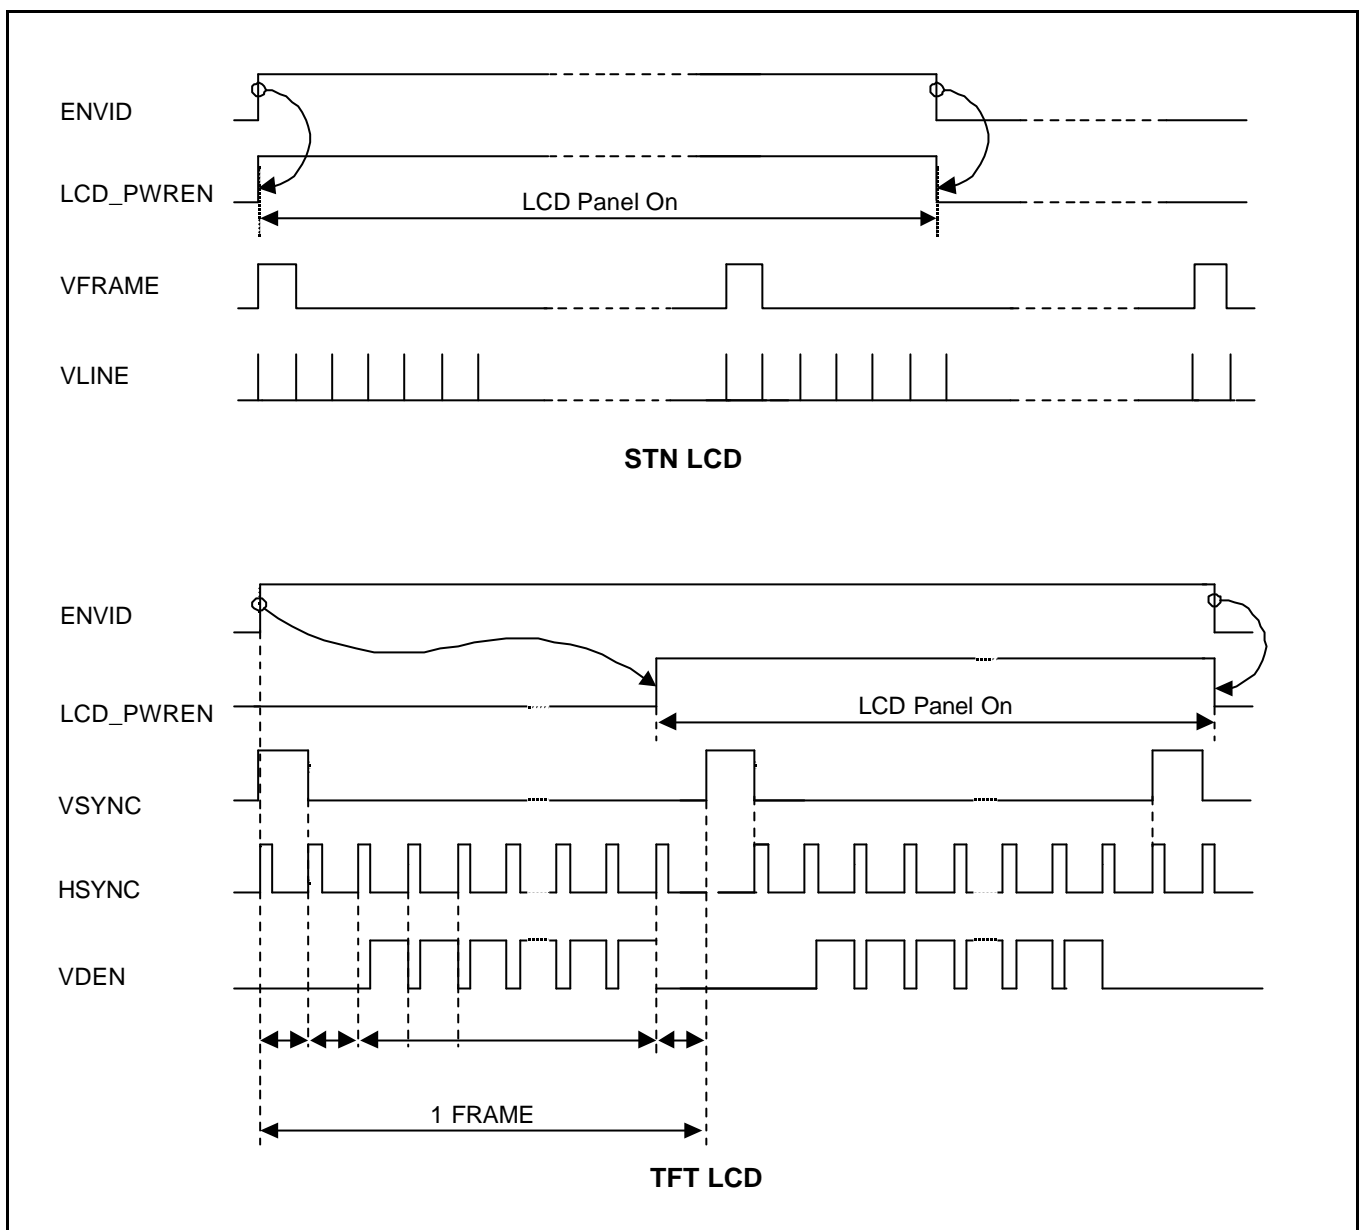 ENVID
LCD_PWREN
LCD Panel On
VFRAME
VLINE
STN LCD
ENVID
LCD_PWREN
LCD Panel On
VSYNC
HSYNC
VDEN
1 FRAME
TFT LCD